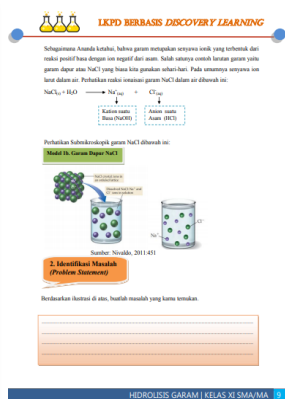 LKPD BERBASIS DISCOVERY LEARNING
Sebagaimana Ananda ketahui, bahwa garam merupakan senyawa ionik yang terbentuk dari
reaksi positif basa dengan ion negatif dari asam. Salah satunya contoh larutan garam yaitu
garam dapur atau NaCl yang biasa kita gunakan sehari-hari. Pada umumnya senyawa ion
larut dalam air. Perhatikan reaksi ionisasi garam NaCl dalam air dibawah ini:
NaCl(s) + H2O → Na+(aq) + Cl-(aq)
Kation suatu Basa (NaOH)
Anion suatu Asam (HCl)
Perhatikan Submikroskopik garam NaCl dibawah ini:
Model 1b. Garam Dapur NaCl
Na+
Cl-
Sumber: Nivaldo, 2011:451
2. Identifikasi Masalah
(Problem Statement)
Berdasarkan ilustrasi di atas, buatlah masalah yang kamu temukan.
HIDROLISIS GARAM | KELAS XI SMA/MA 9